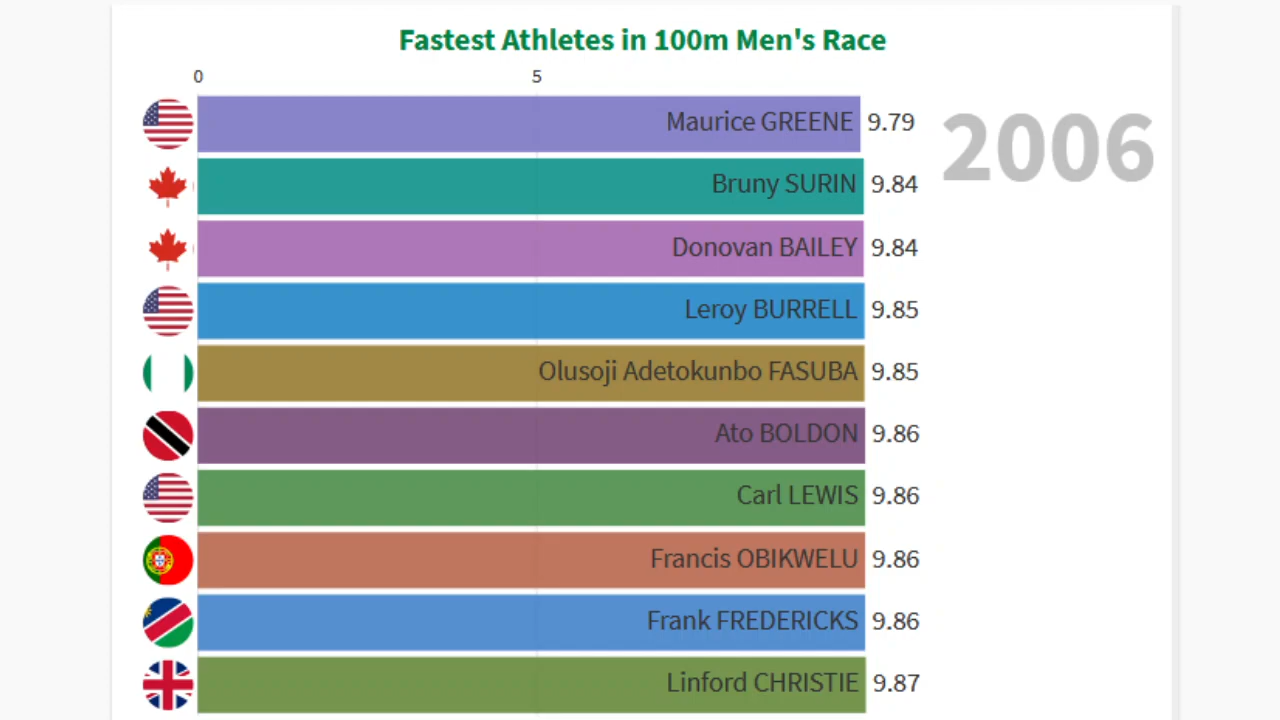 Fastest Athletes in 100m Men's Race
0 5
Maurice GREENE 9.79
2006
Bruny SURIN 9.84
Donovan BAILEY 9.84
Leroy BURRELL 9.85
Olusoji Adetokunbo FASUBA 9.85
Ato BOLDON 9.86
Carl LEWIS 9.86
Francis OBIKWELU 9.86
Frank FREDERICKS 9.86
Linford CHRISTIE 9.87